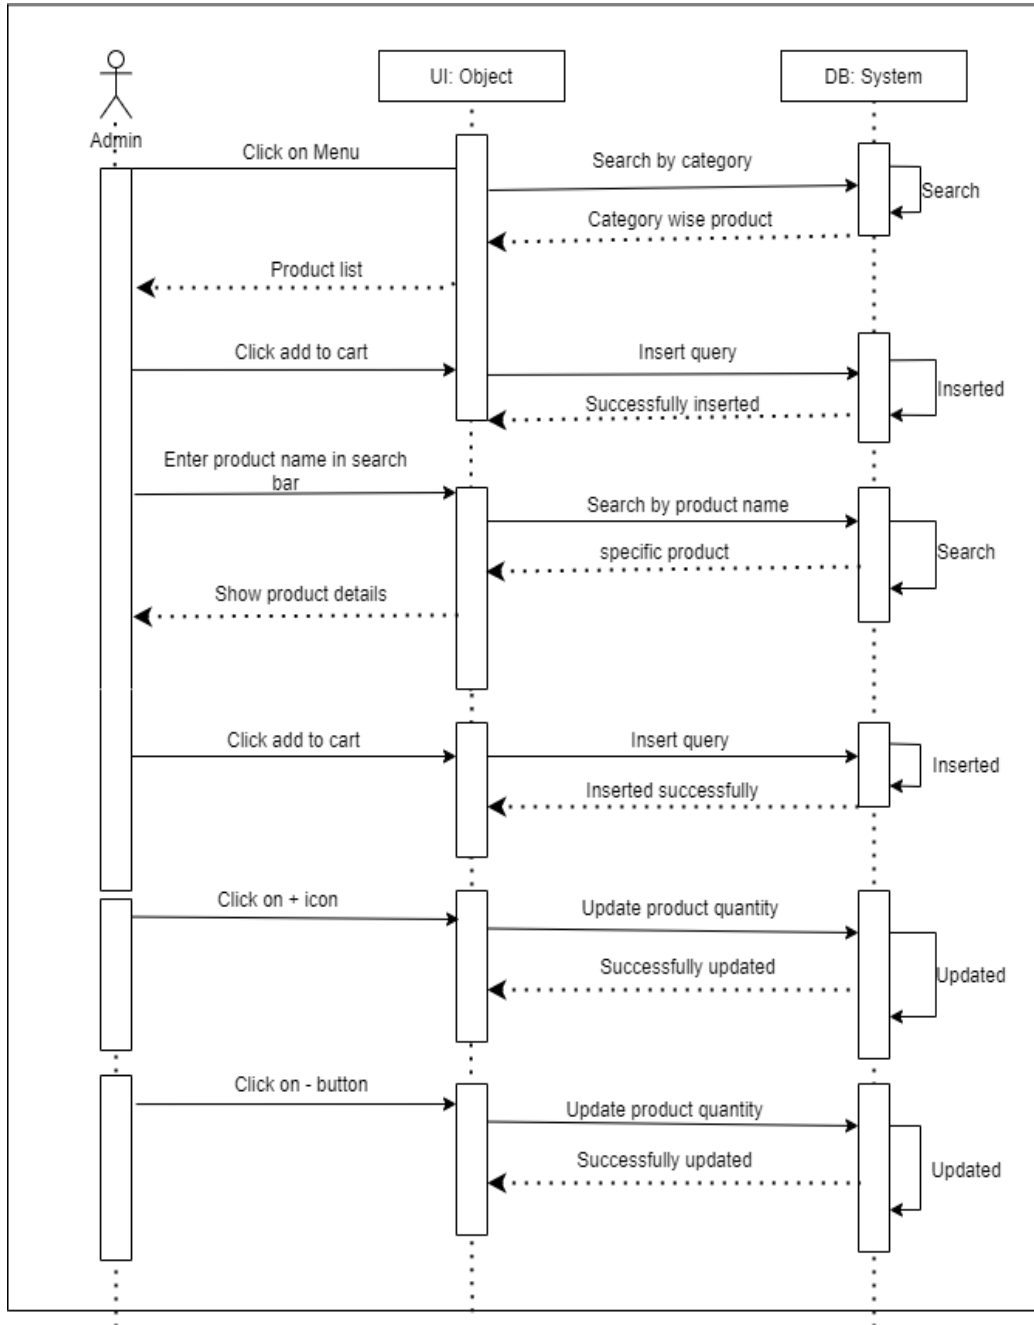 UI: Object
DB: System
Admin
Click on Menu
Search by category
Search
Category wise product
Product list
Click add to cart
Insert query
Inserted
Successfully inserted
Enter product name in search
bar
Search by product name
specific product
Search
Show product details
Click add to cart
Insert query
Inserted
Inserted successfully
Click on + icon
Update product quantity
Successfully updated
Updated
Click on - button
Update product quantity
Successfully updated
Updated